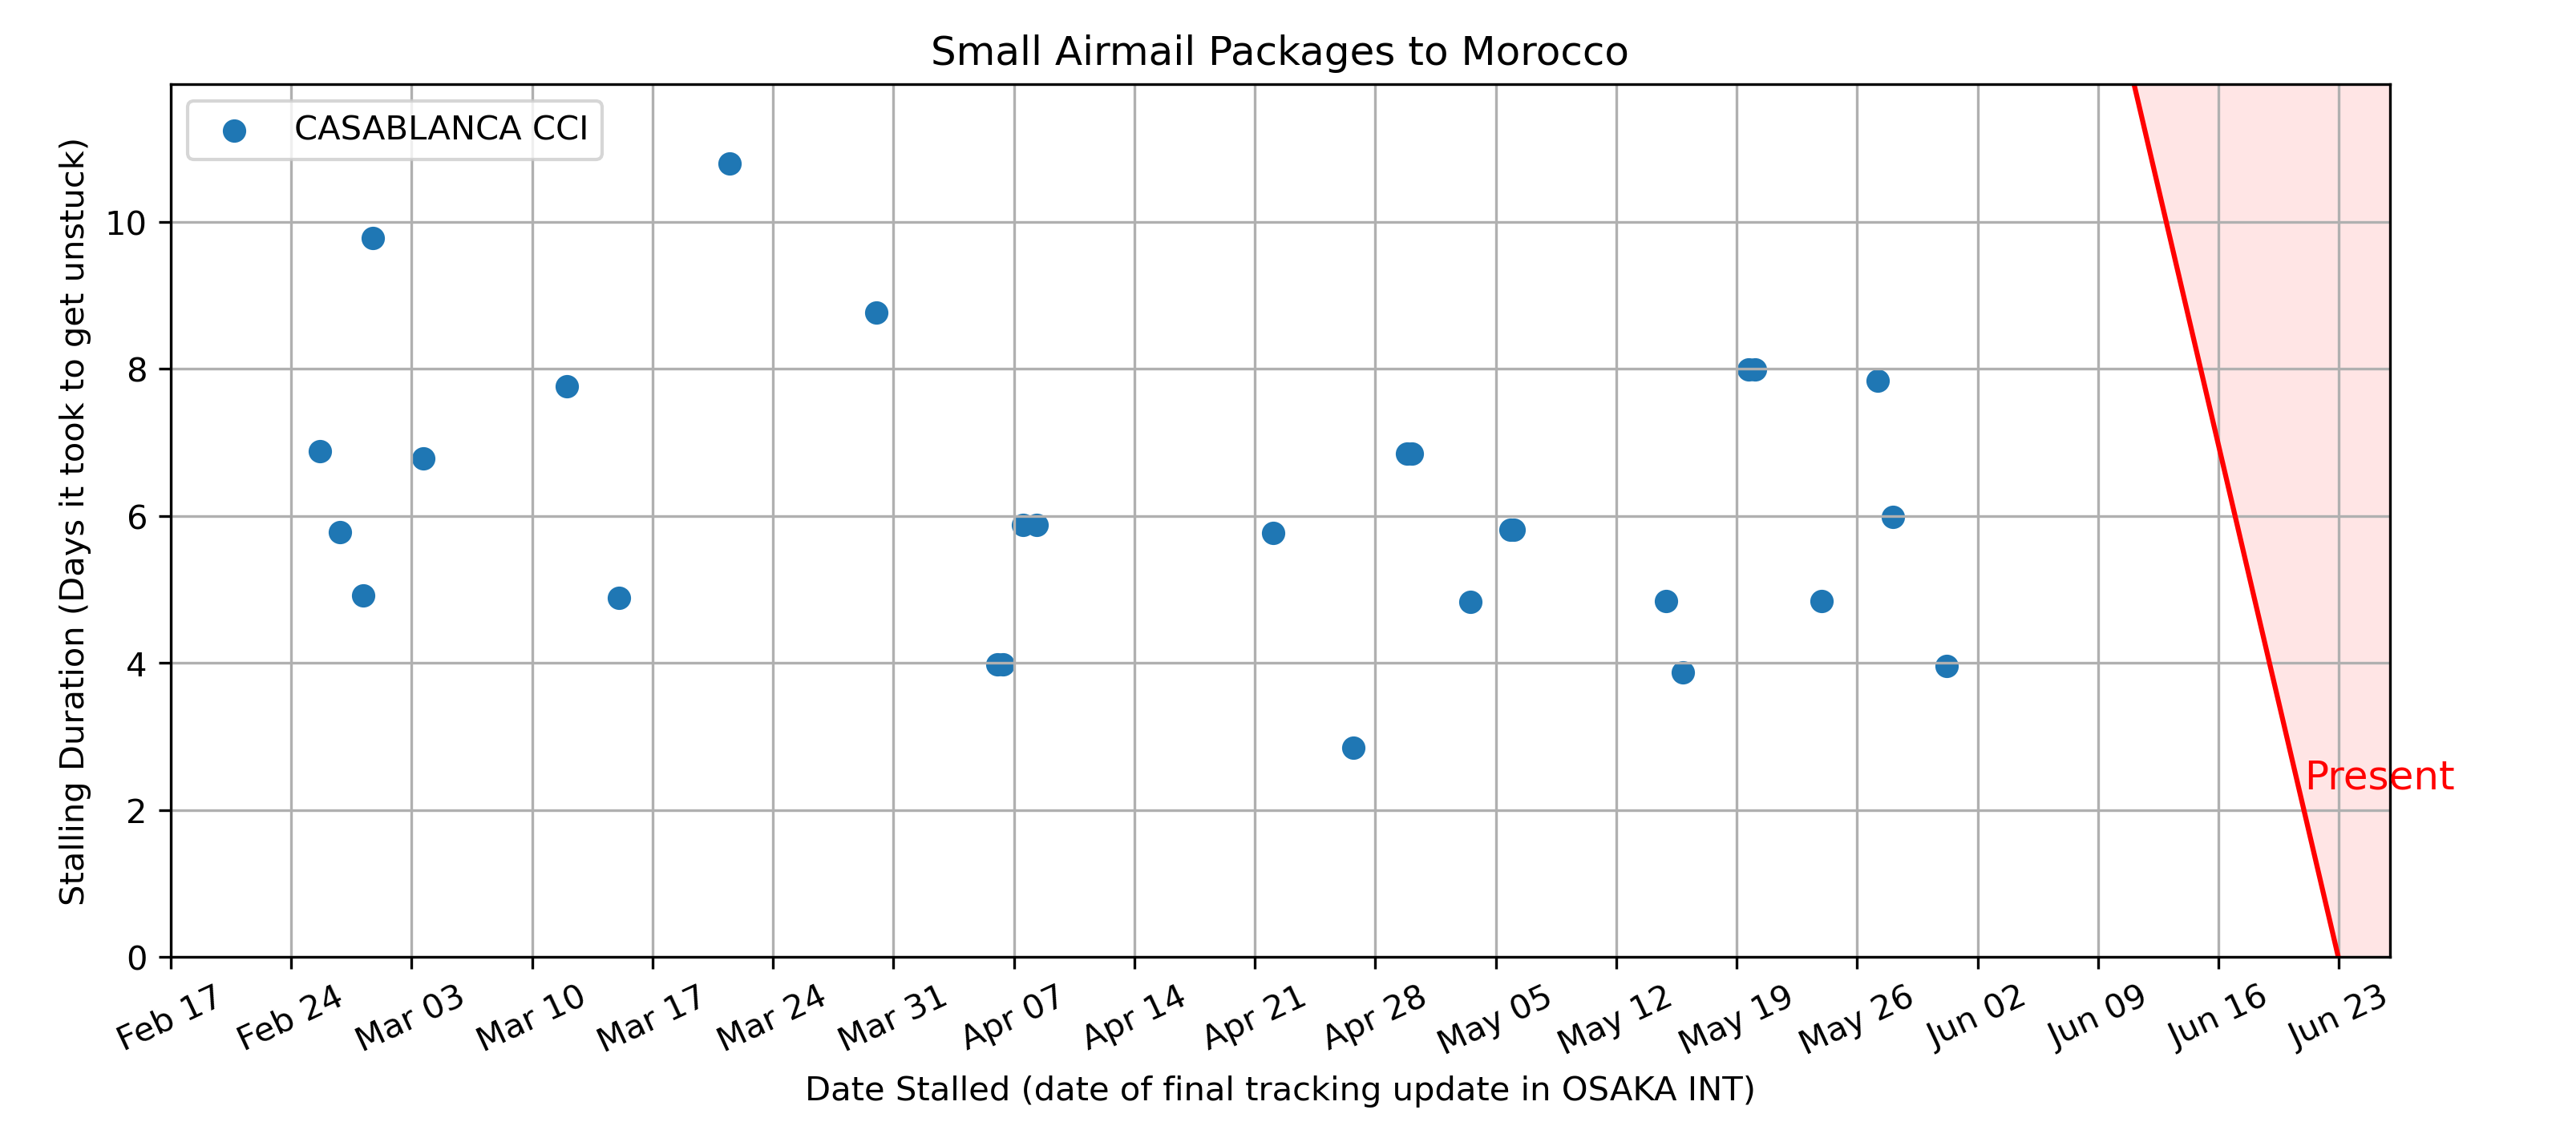 Small Airmail Packages to Morocco
CASABLANCA CCI
Stalling Duration (Days it took to get unstuck)
10
8
6
4
2
0
Present
Feb 17
Feb 24
Mar 03
Mar 10
Mar 17
Mar 24
Mar 31
Apr 07
Apr 14
Apr 21
Apr 28
May 05
May 12
May 19
May 26
Jun 02
Jun 09
Jun 16
Jun 23
Date Stalled (date of final tracking update in OSAKA INT)